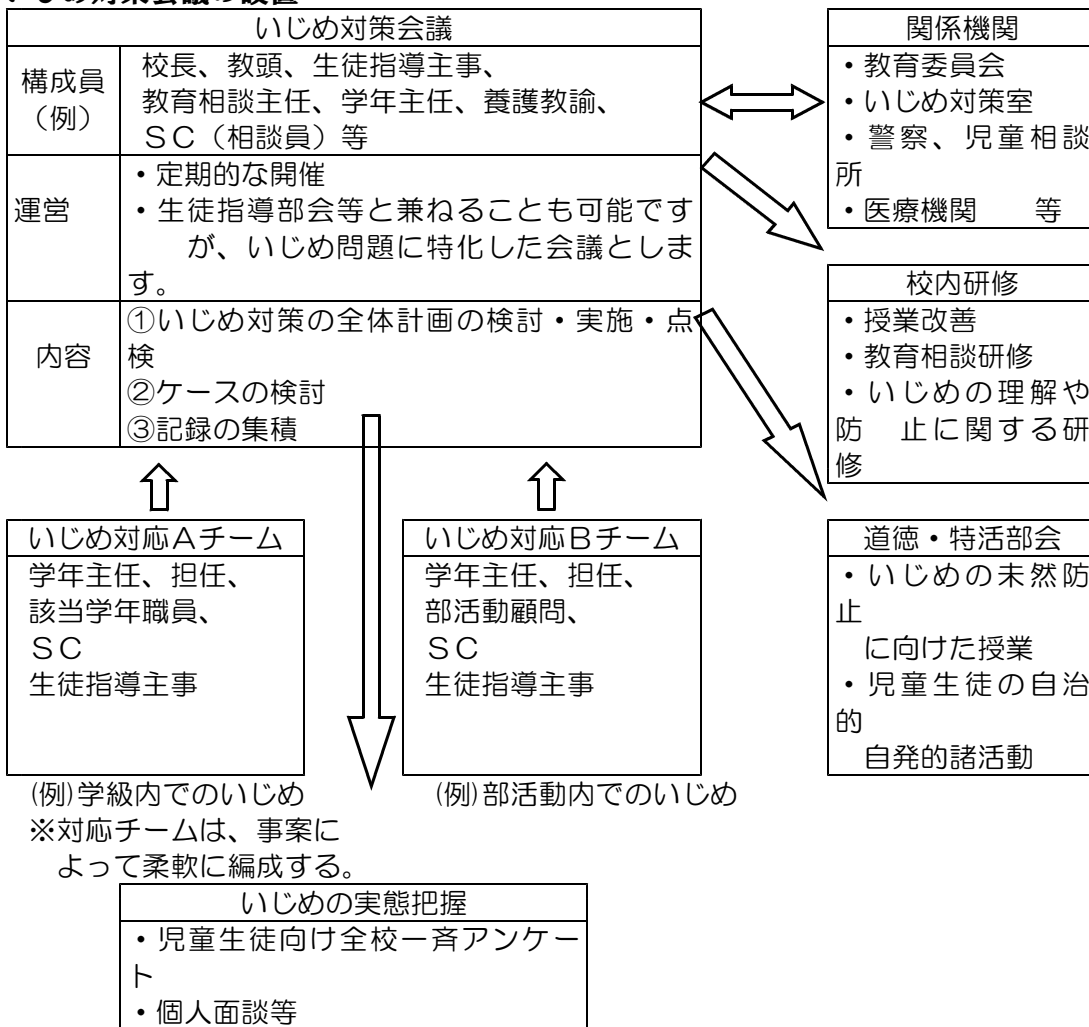 いじめ対策会議
構成員
（例）
校長、教頭、生徒指導主事、
教育相談主任、学年主任、養護教諭、
ＳＣ（相談員）等
運営
・定期的な開催
・生徒指導部会等と兼ねることも可能です
が、いじめ問題に特化した会議としま
す。
内容
①いじめ対策の全体計画の検討・実施・点
検
②ケースの検討
③記録の集積
関係機関
・教育委員会
・いじめ対策室
・警察、児童相談
所
・医療機関　等
校内研修
・授業改善
・教育相談研修
・いじめの理解や
防　止に関する研
修
いじめ対応Ａチーム
学年主任、担任、
該当学年職員、
ＳＣ
生徒指導主事
(例)学級内でのいじめ
※対応チームは、事案に
よって柔軟に編成する。
いじめ対応Ｂチーム
学年主任、担任、
部活動顧問、
ＳＣ
生徒指導主事
(例)部活動内でのいじめ
道徳・特活部会
・いじめの未然防
止
に向けた授業
・児童生徒の自治
的
自発的諸活動
いじめの実態把握
・児童生徒向け全校一斉アンケー
ト
・個人面談等